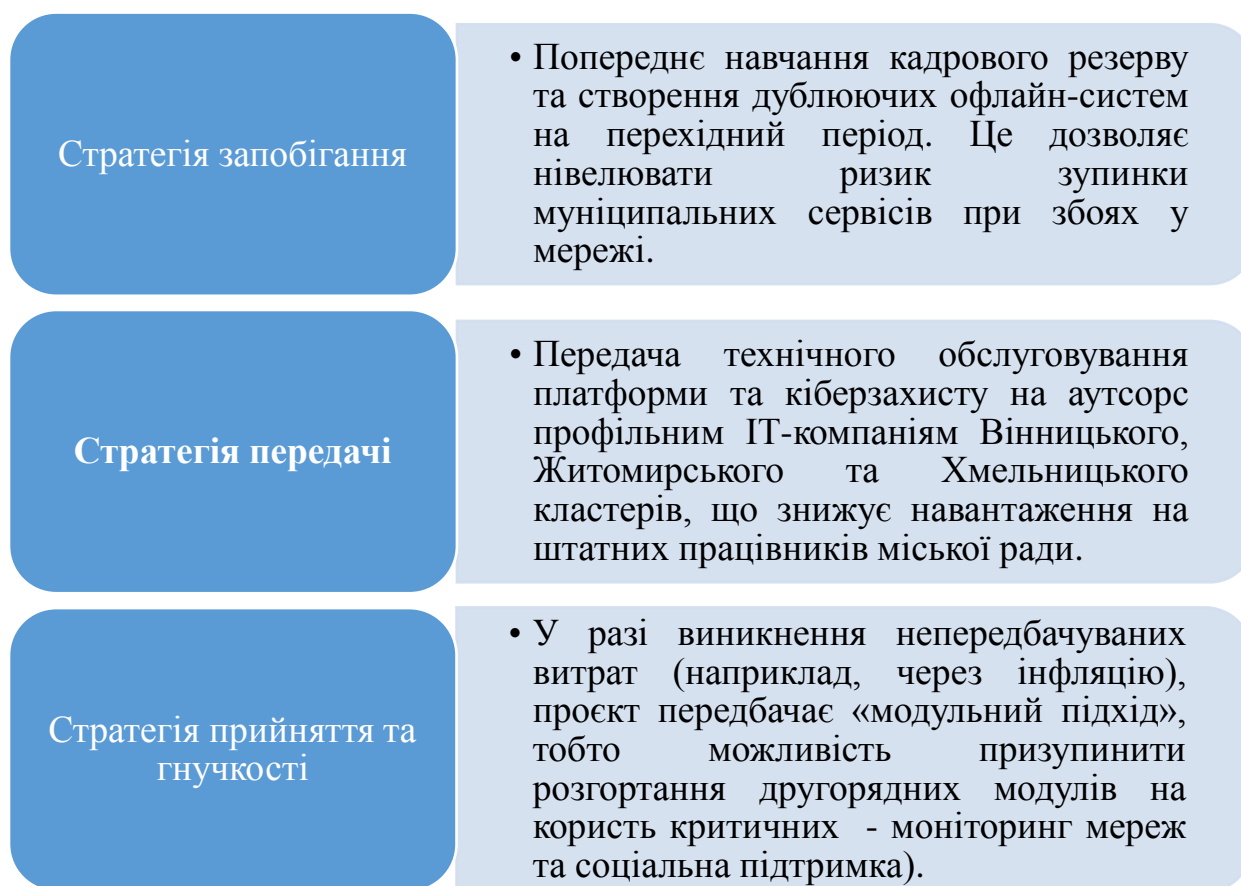 Стратегія запобігання
• Попереднє навчання кадрового резерву
та створення дублюючих офлайн-систем
на перехідний період. Це дозволяє
нівелювати ризик зупинки
муніципальних сервісів при збоях у
мережі.
Стратегія передачі
• Передача технічного обслуговування
платформи та кіберзахисту на аутсорс
профільним ІТ-компаніям Вінницького,
Житомирського та Хмельницького
кластерів, що знижує навантаження на
штатних працівників міської ради.
Стратегія прийняття та
гнучкості
• У разі виникнення непередбачуваних
витрат (наприклад, через інфляцію),
проєкт передбачає «модульний підхід»,
тобто можливість призупинити
розгортання другорядних модулів на
користь критичних - моніторинг мереж
та соціальна підтримка).